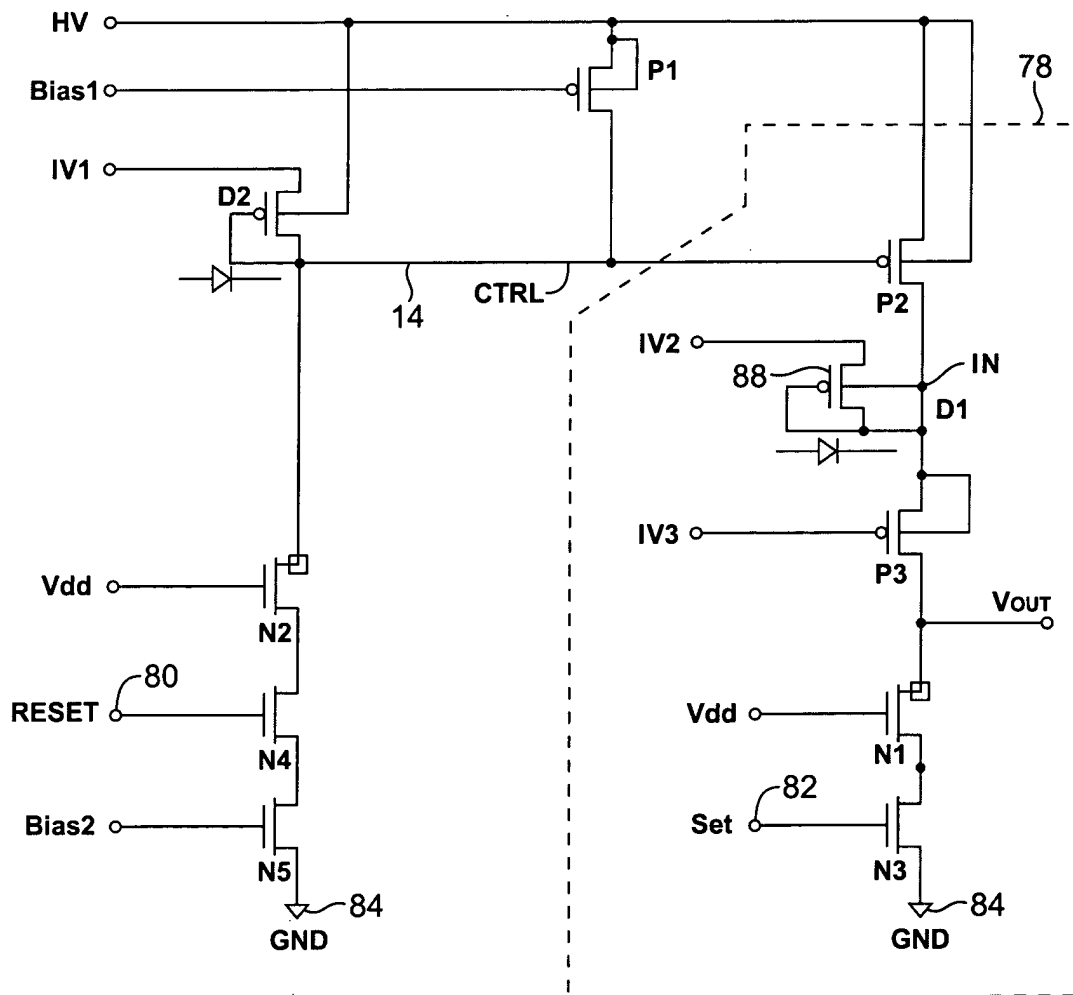 HV
P1
78
Bias1
IV1
D2
14
CTRL
P2
IV2
88
IN
D1
IV3
P3
Vdd
N2
VOUT
80
RESET
N4
Vdd
N1
82
Bias2
N5
Set
N3
84
GND
84
GND